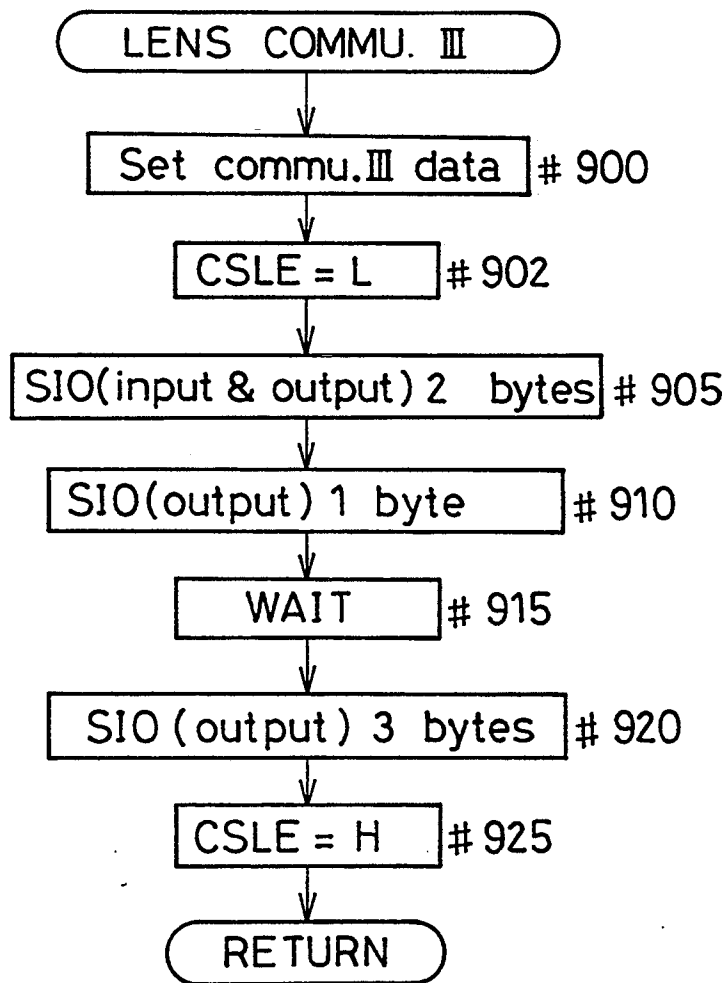 LENS COMMU. Ⅲ
Set commu.Ⅲ data # 900
CSLE = L # 902
SIO(input & output) 2 bytes # 905
SIO(output) 1 byte # 910
WAIT # 915
SIO (output) 3 bytes # 920
CSLE = H # 925
RETURN